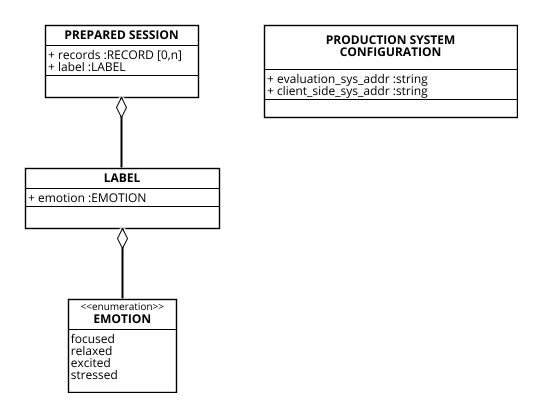 PREPARED SESSION
+ records :RECORD [0,n]
+ label :LABEL
PRODUCTION SYSTEM
CONFIGURATION
+ evaluation_sys_addr :string
+ client_side_sys_addr :string
LABEL
+ emotion :EMOTION
<<enumeration>>
EMOTION
focused
relaxed
excited
stressed